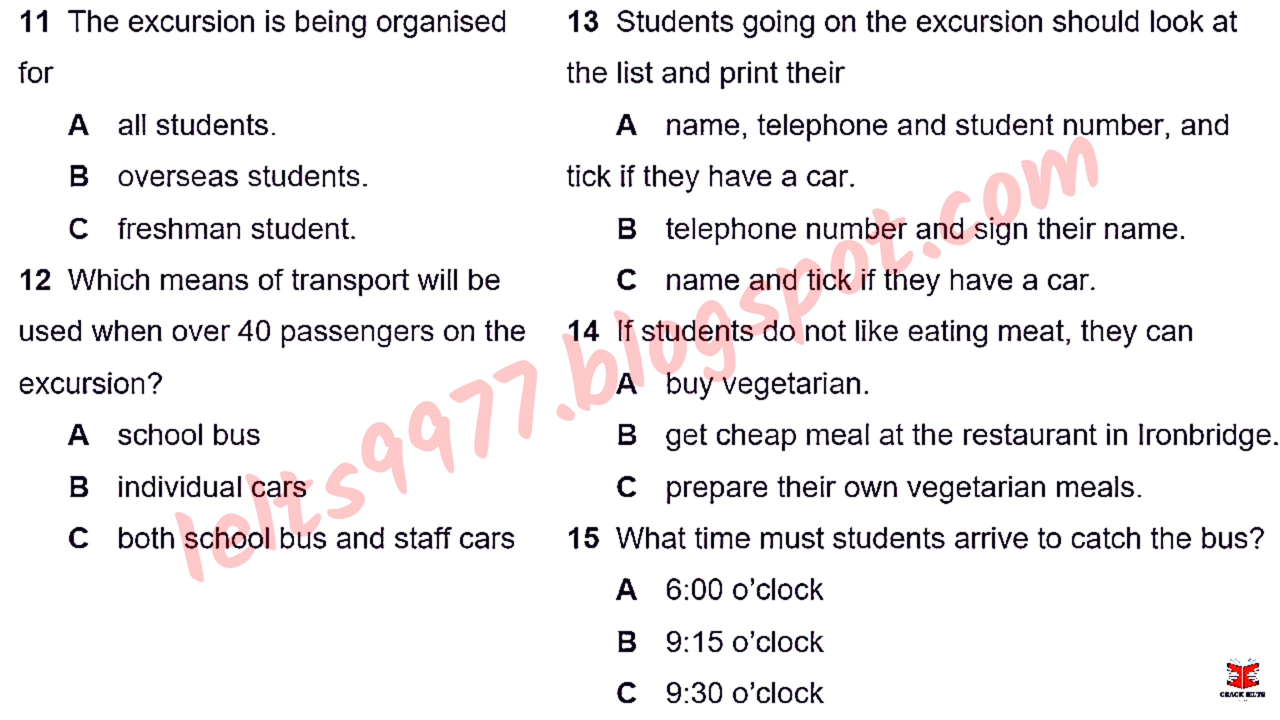 11 The excursion is being organised
for
A all students.
B overseas students.
C freshman student.
12 Which means of transport will be
used when over 40 passengers on the
excursion?
A school bus
B individual cars
C both school bus and staff cars
13 Students going on the excursion should look at
the list and print their
A name, telephone and student number, and
tick if they have a car.
B telephone number and sign their name.
C name and tick if they have a car.
14 If students do not like eating meat, they can
A buy vegetarian.
B get cheap meal at the restaurant in Ironbridge.
C prepare their own vegetarian meals.
15 What time must students arrive to catch the bus?
A 6:00 o’clock
B 9:15 o’clock
C 9:30 o’clock
Ielts9977.blogspot.com
CRACK IELTS